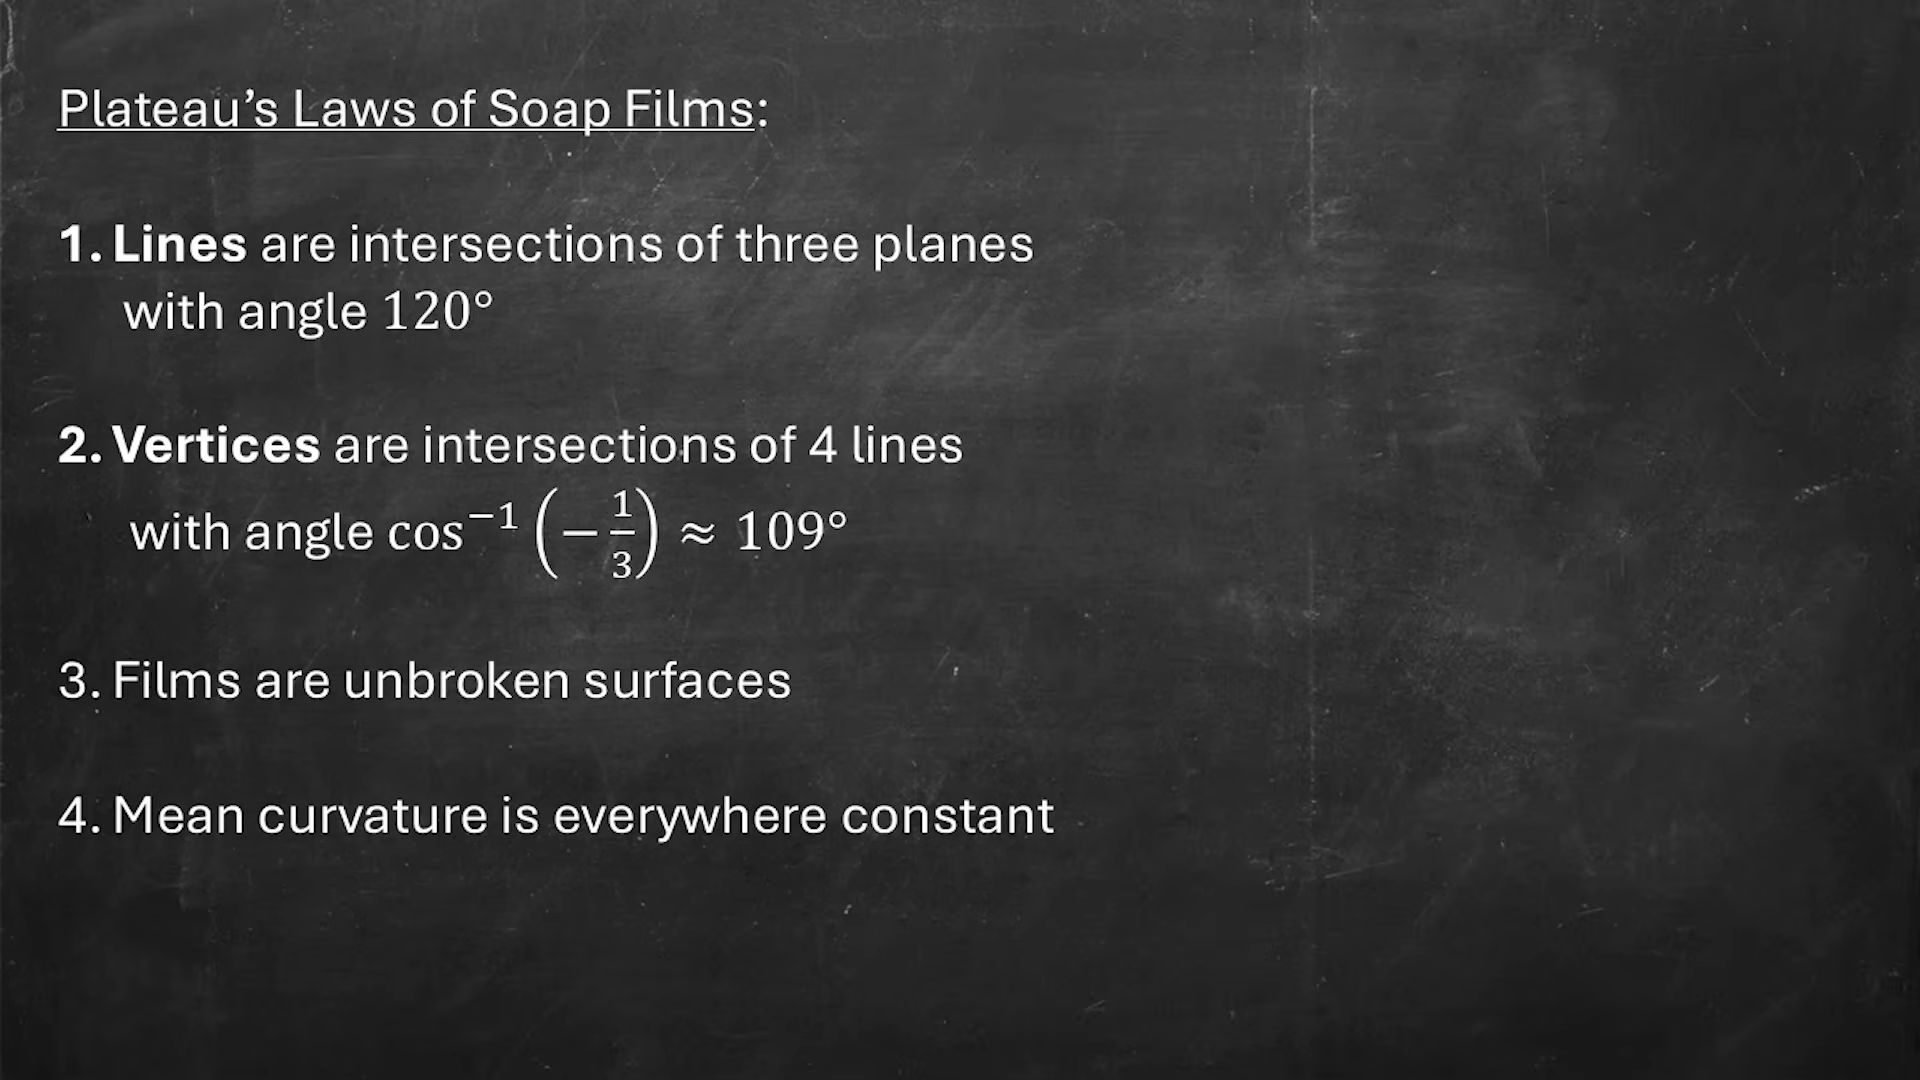 Plateau’s Laws of Soap Films:
1. Lines are intersections of three planes
with angle 120°
2. Vertices are intersections of 4 lines
with angle cos⁻¹(−1/3) ≈ 109°
3. Films are unbroken surfaces
4. Mean curvature is everywhere constant